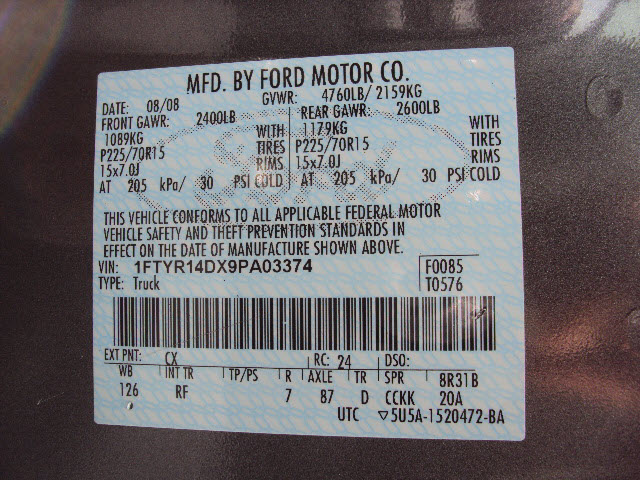 MFD. BY FORD MOTOR CO.
DATE: 08/08 GVWR: 4760LB/ 2159KG
FRONT GAWR: 2400LB REAR GAWR: 2600LB
1089KG WITH 1179KG WITH
P225/70R15 TIRES P225/70R15 TIRES
15x7.0J RIMS 15x7.0J RIMS
AT 205 kPa/ 30 PSI COLD AT 205 kPa/ 30 PSI COLD
THIS VEHICLE CONFORMS TO ALL APPLICABLE FEDERAL MOTOR
VEHICLE SAFETY AND THEFT PREVENTION STANDARDS IN
EFFECT ON THE DATE OF MANUFACTURE SHOWN ABOVE.
VIN: 1FTYR14DX9PA03374 F0085
TYPE: Truck T0576
EXT PNT: CX RC: 24 DSO:
WB INT TR TP/PS R AXLE TR SPR 8R31B
126 RF 7 87 D CCKK 20A
UTC ▽5U5A-1520472-BA